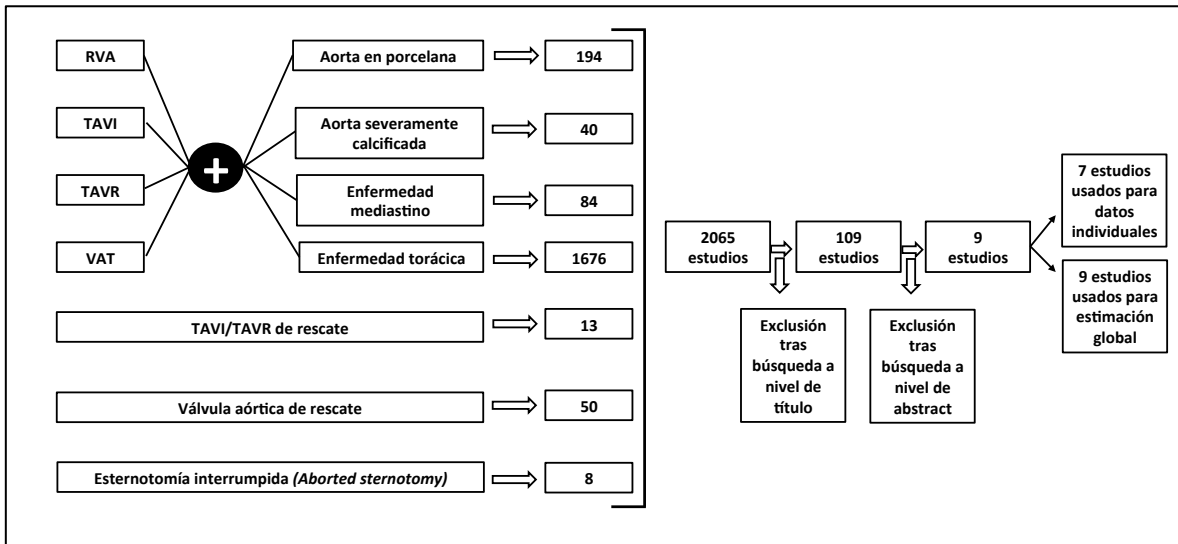 RVA
TAVI
TAVR
VAT
+
Aorta en porcelana
194
Aorta severamente
calcificada
40
Enfermedad
mediastino
84
Enfermedad torácica
1676
TAVI/TAVR de rescate
13
Válvula aórtica de rescate
50
Esternotomía interrumpida (Aborted sternotomy)
8
2065
estudios
Exclusión
tras
búsqueda a
nivel de
título
109
estudios
Exclusión
tras
búsqueda a
nivel de
abstract
9
estudios
7 estudios
usados para
datos
individuales
9 estudios
usados para
estimación
global